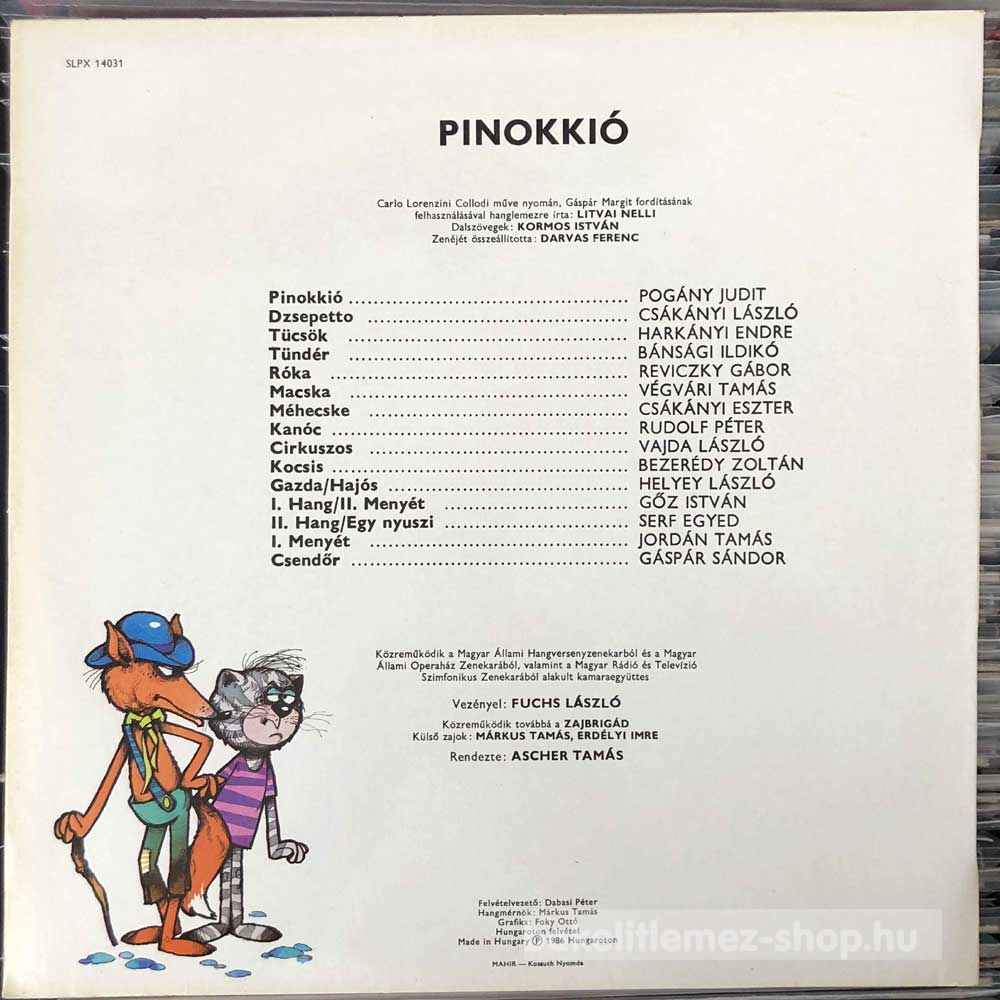 SLPX 14031
PINOKKIÓ
Carlo Lorenzini Collodi műve nyomán, Gáspár Margit fordításának
felhasználásával hanglemezre írta: LITVAI NELLI
Dalszövegek: KORMOS ISTVÁN
Zenéjét összeállította: DARVAS FERENC
Pinokkió ........ POGÁNY JUDIT
Dzsepetto ........ CSÁKÁNYI LÁSZLÓ
Tücsök ........ HARKÁNYI ENDRE
Tündér ........ BÁNSÁGI ILDIKÓ
Róka ........ REVICZKY GÁBOR
Macska ........ VÉGVÁRI TAMÁS
Méhecske ........ CSÁKÁNYI ESZTER
Kanóc ........ RUDOLF PÉTER
Cirkuszos ........ VAJDA LÁSZLÓ
Kocsis ........ BEZERÉDY ZOLTÁN
Gazda/Hajós ........ HELYEY LÁSZLÓ
I. Hang/II. Menyét ........ GŐZ ISTVÁN
II. Hang/Egy nyuszi ........ SERF EGYED
I. Menyét ........ JORDÁN TAMÁS
Csendőr ........ GÁSPÁR SÁNDOR
Közreműködik a Magyar Állami Hangversenyzenekarból és a Magyar
Állami Operaház Zenekarából, valamint a Magyar Rádió és Televízió
Szimfonikus Zenekarából alakult kamaraegyüttes
Vezényel: FUCHS LÁSZLÓ
Közreműködik továbbá a ZAJBRIGÁD
Külső zajok: MÁRKUS TAMÁS, ERDÉLYI IMRE
Rendezte: ASCHER TAMÁS
Felvételvezető: Dabasi Péter
Hangmérnök: Márkus Tamás
Grafika: Foky Ottó
Hungaroton felvétel
Made in Hungary Ⓟ 1986 Hungaroton
MAHIR — Kossuth Nyomda